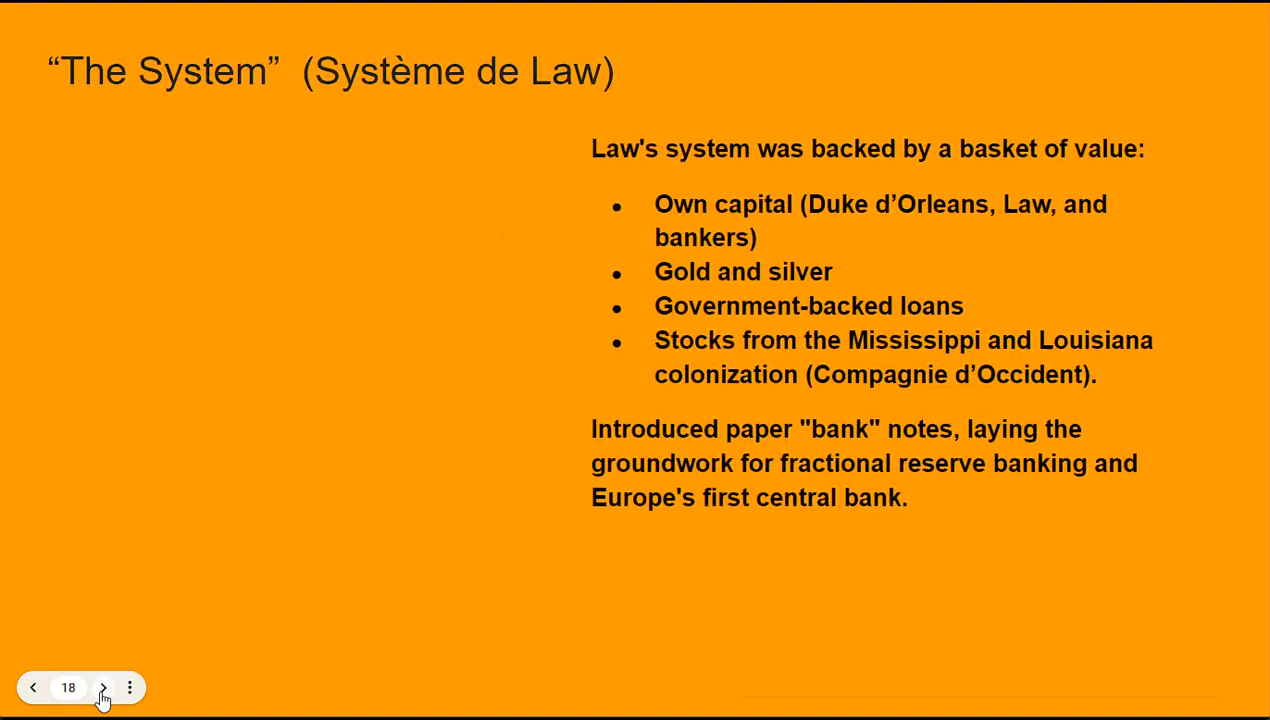 “The System”  (Système de Law)
Law's system was backed by a basket of value:
● Own capital (Duke d’Orleans, Law, and
bankers)
● Gold and silver
● Government-backed loans
● Stocks from the Mississippi and Louisiana
colonization (Compagnie d’Occident).
Introduced paper "bank" notes, laying the
groundwork for fractional reserve banking and
Europe's first central bank.
18